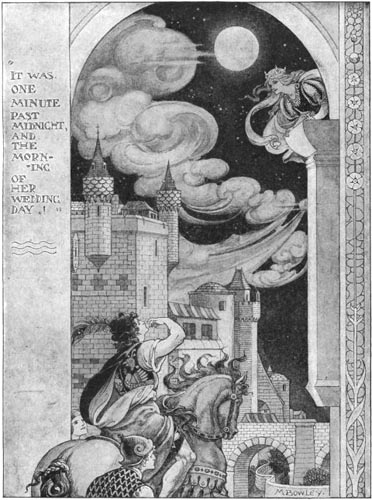 "
IT WAS
ONE
MINUTE
PAST
MIDNIGHT,
AND
THE
MORN-
-ING
OF
HER
WEDDING
DAY.!."
M. BOWLEY.